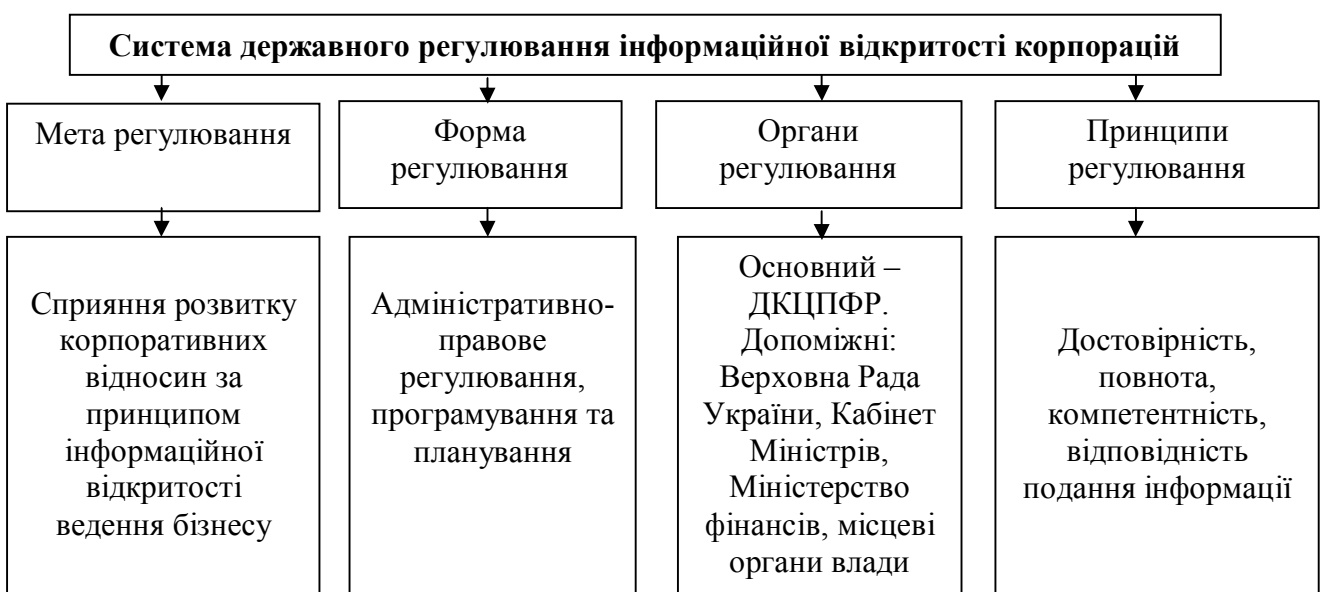 Система державного регулювання інформаційної відкритості корпорацій
Мета регулювання
Форма
регулювання
Органи
регулювання
Принципи
регулювання
Сприяння розвитку
корпоративних
відносин за
принципом
інформаційної
відкритості
ведення бізнесу
Адміністративно-
правове
регулювання,
програмування та
планування
Основний –
ДКЦПФР.
Допоміжні:
Верховна Рада
України, Кабінет
Міністрів,
Міністерство
фінансів, місцеві
органи влади
Достовірність,
повнота,
компетентність,
відповідність
подання інформації